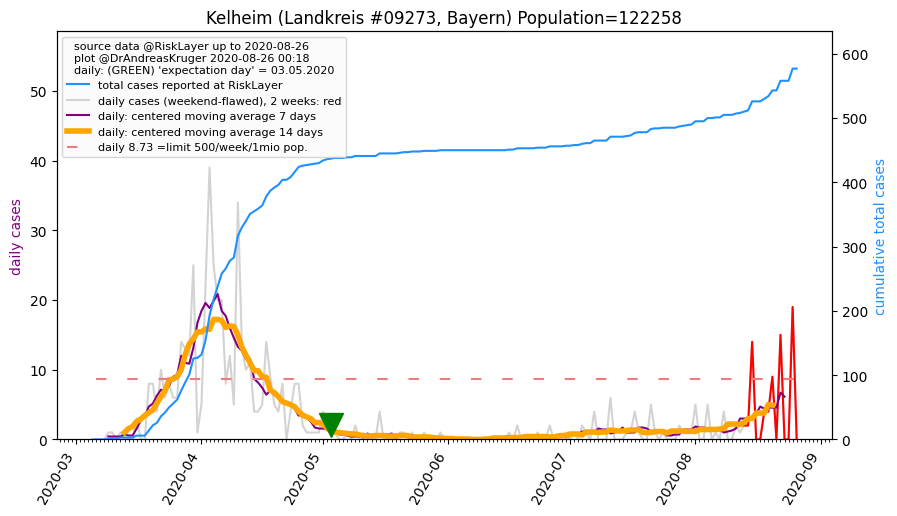 Kelheim (Landkreis #09273, Bayern) Population=122258
source data @RiskLayer up to 2020-08-26
plot @DrAndreasKruger 2020-08-26 00:18
daily: (GREEN) 'expectation day' = 03.05.2020
total cases reported at RiskLayer
daily cases (weekend-flawed), 2 weeks: red
daily: centered moving average 7 days
daily: centered moving average 14 days
daily 8.73 =limit 500/week/1mio pop.
daily cases
50
40
30
20
10
0
600
500
400
300
200
100
0
cumulative total cases
2020-03
2020-04
2020-05
2020-06
2020-07
2020-08
2020-09